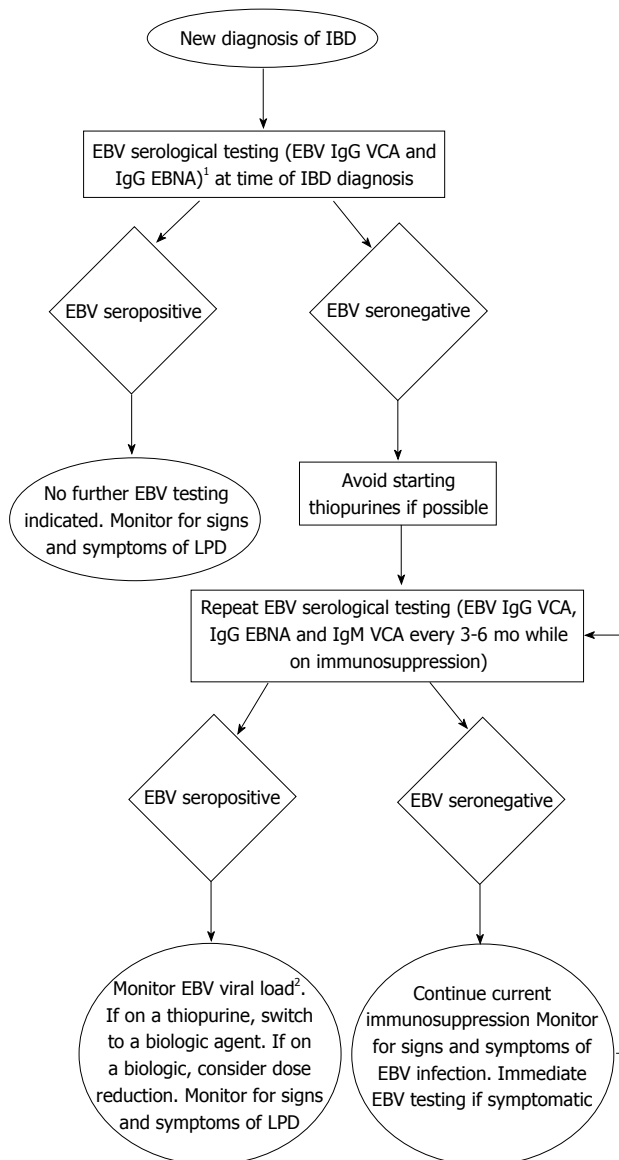 New diagnosis of IBD
EBV serological testing (EBV IgG VCA and
IgG EBNA)1 at time of IBD diagnosis
EBV seropositive
EBV seronegative
No further EBV testing
indicated. Monitor for signs
and symptoms of LPD
Avoid starting
thiopurines if possible
Repeat EBV serological testing (EBV IgG VCA,
IgG EBNA and IgM VCA every 3-6 mo while
on immunosuppression)
EBV seropositive
EBV seronegative
Monitor EBV viral load2.
If on a thiopurine, switch
to a biologic agent. If on
a biologic, consider dose
reduction. Monitor for signs
and symptoms of LPD
Continue current
immunosuppression Monitor
for signs and symptoms of
EBV infection. Immediate
EBV testing if symptomatic